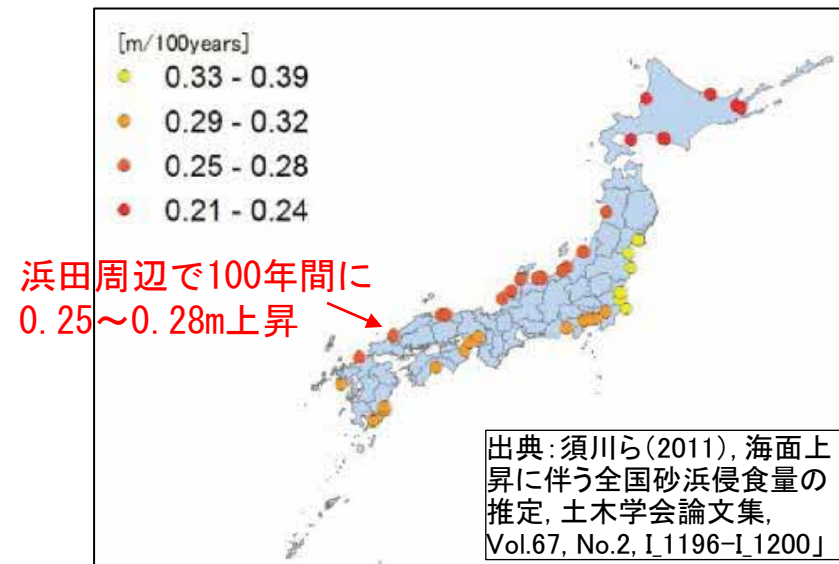 [m/100years]
0.33 - 0.39
0.29 - 0.32
0.25 - 0.28
0.21 - 0.24
浜田周辺で100年間に
0.25～0.28m上昇
出典：須川ら(2011), 海面上
昇に伴う全国砂浜侵食量の
推定, 土木学会論文集,
Vol.67, No.2, I_1196-I_1200」